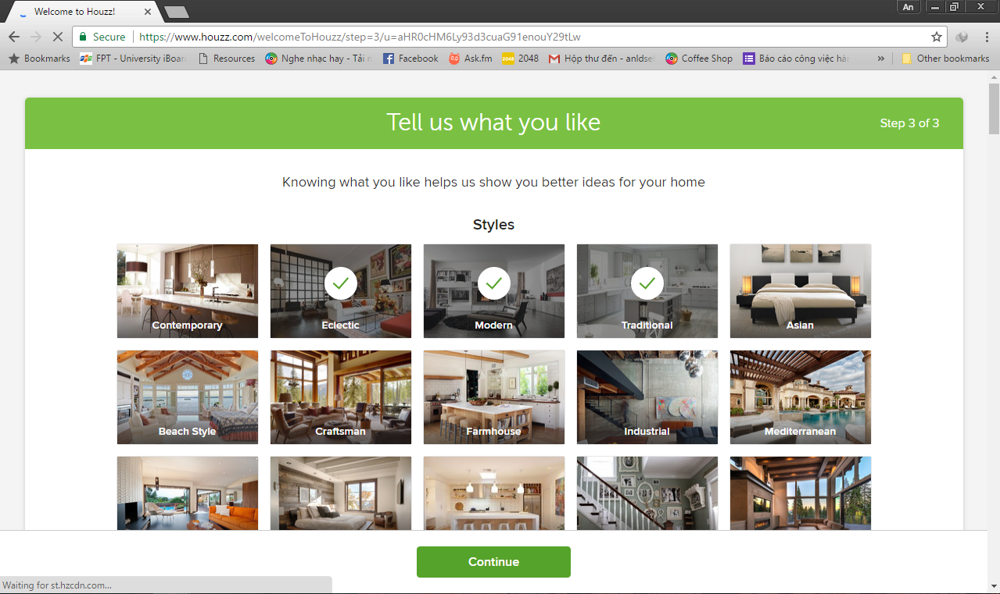 Welcome to Houzz!
An
Secure
https://www.houzz.com/welcomeToHouzz/step=3/u=aHR0cHM6Ly93d3cuaG91enouY29tLw
Bookmarks FPT - University iBoar Resources Nghe nhạc hay - Tải n Facebook Ask.fm 2048 2048 Hộp thư đến - anldse Coffee Shop Báo cáo công việc hàn » Other bookmarks
Tell us what you like
Step 3 of 3
Knowing what you like helps us show you better ideas for your home
Styles
Contemporary Eclectic Modern Traditional Asian
Beach Style Craftsman Farmhouse Industrial Mediterranean
Continue
Waiting for st.hzcdn.com...